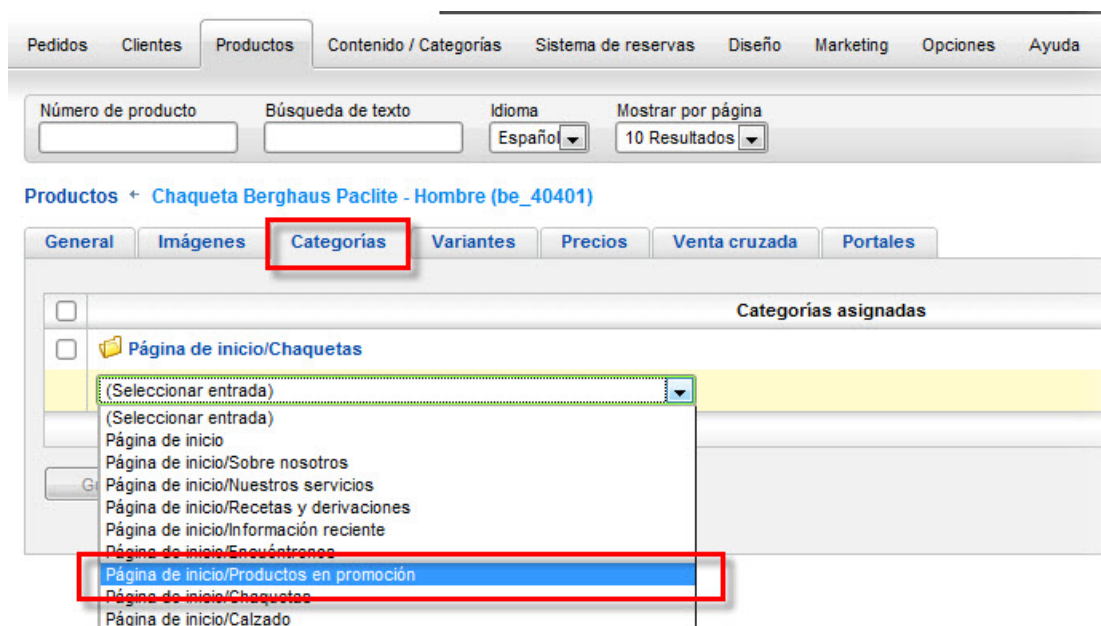 Pedidos Clientes Productos Contenido / Categorías Sistema de reservas Diseño Marketing Opciones Ayuda
Número de producto Búsqueda de texto Idioma Mostrar por página
Español 10 Resultados
Productos Chaqueta Berghaus Paclite - Hombre (be_40401)
General Imágenes Categorías Variantes Precios Venta cruzada Portales
Categorías asignadas
Página de inicio/Chaquetas
(Seleccionar entrada)
(Seleccionar entrada)
Página de inicio
Página de inicio/Sobre nosotros
Página de inicio/Nuestros servicios
Página de inicio/Recetas y derivaciones
Página de inicio/Información reciente
Página de inicio/Encuéntrenos
Página de inicio/Productos en promoción
Página de inicio/Chaquetas
Página de inicio/Calzado